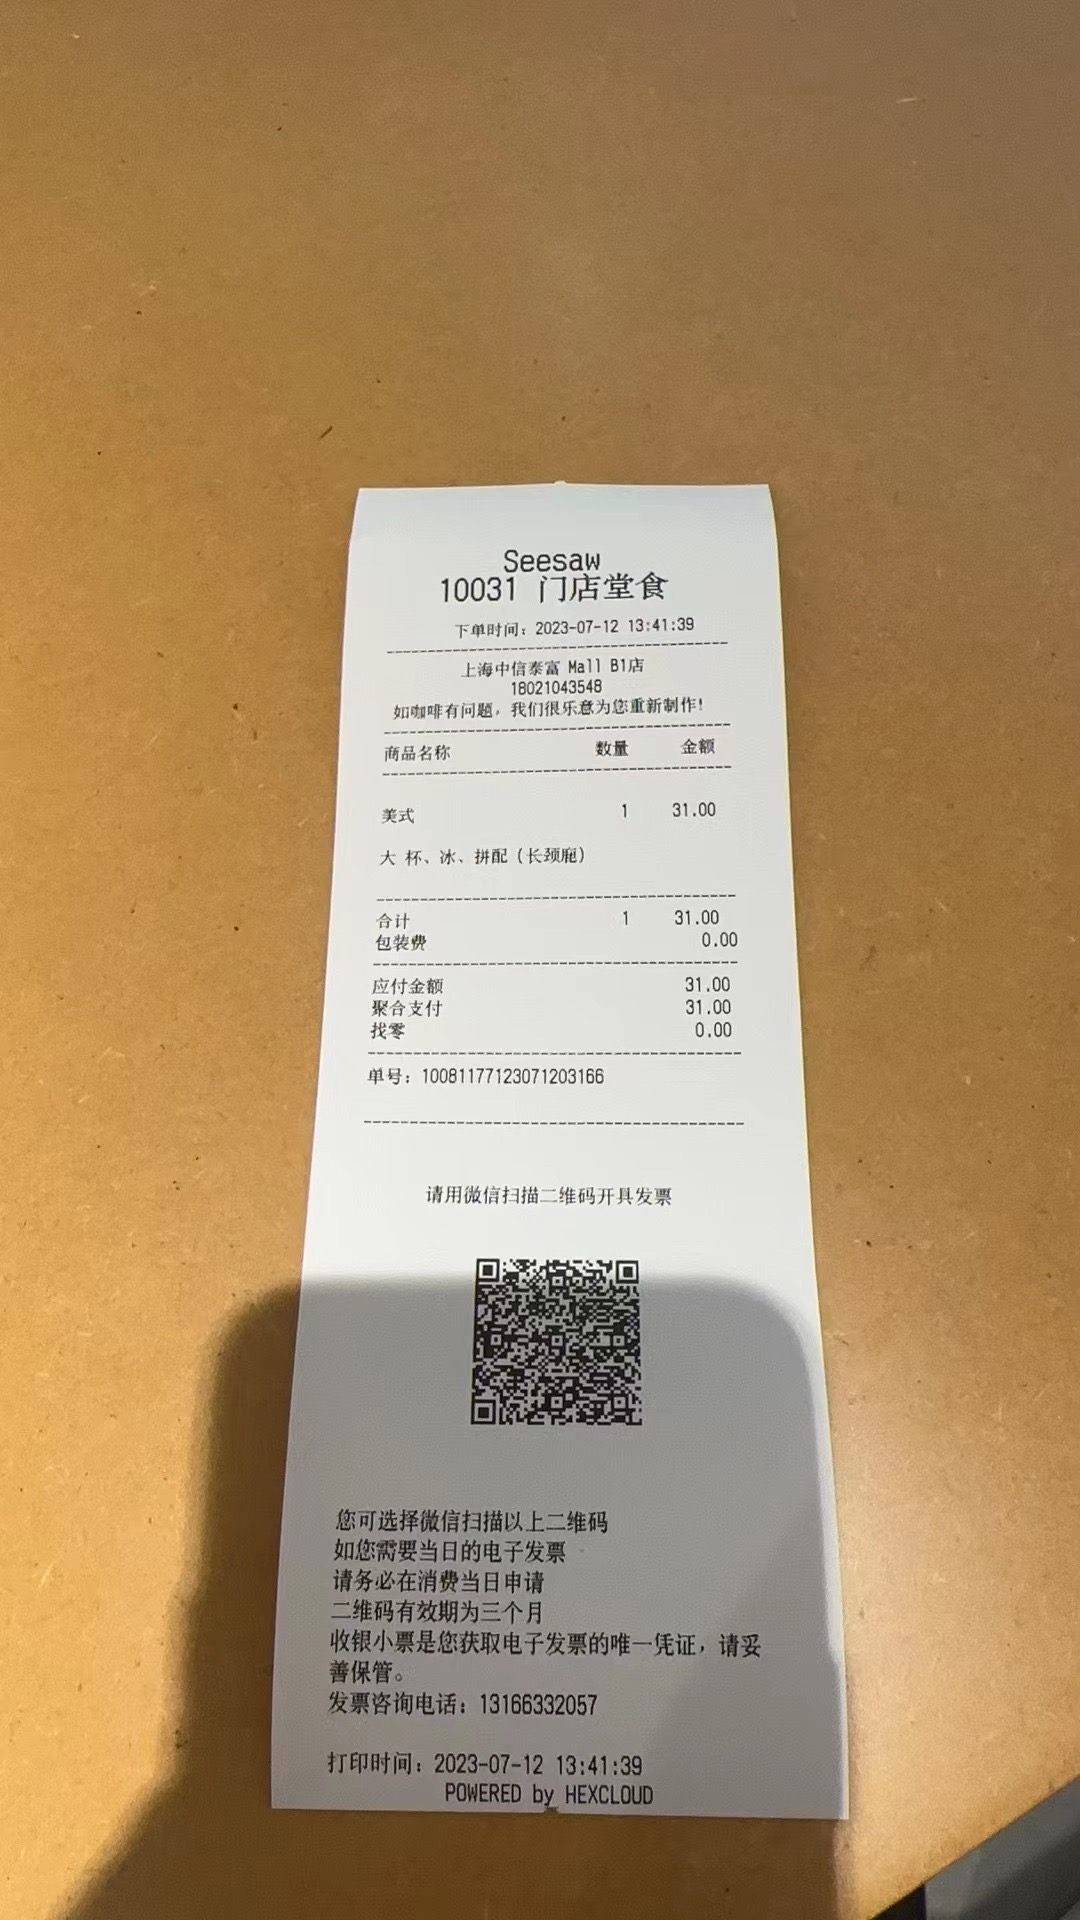 Seesaw
10031 门店堂食
下单时间：2023-07-12 13:41:39
上海中信泰富 Mall B1店
18021043548
如咖啡有问题，我们很乐意为您重新制作！
商品名称 数量 金额
美式 1 31.00
大 杯、冰、拼配（长颈鹿）
合计 1 31.00
包装费 0.00
应付金额 31.00
聚合支付 31.00
找零 0.00
单号：10081177123071203166
请用微信扫描二维码开具发票
您可选择微信扫描以上二维码
如您需要当日的电子发票
请务必在消费当日申请
二维码有效期为三个月
收银小票是您获取电子发票的唯一凭证，请妥
善保管。
发票咨询电话：13166332057
打印时间：2023-07-12 13:41:39
POWERED by HEXCLOUD